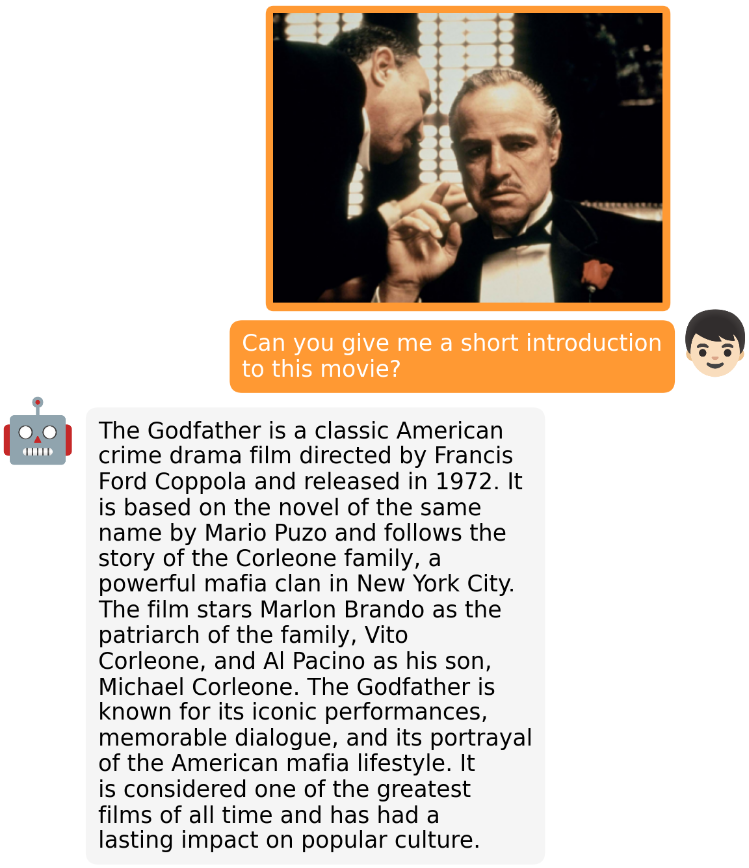 Can you give me a short introduction
to this movie?
The Godfather is a classic American
crime drama film directed by Francis
Ford Coppola and released in 1972. It
is based on the novel of the same
name by Mario Puzo and follows the
story of the Corleone family, a
powerful mafia clan in New York City.
The film stars Marlon Brando as the
patriarch of the family, Vito
Corleone, and Al Pacino as his son,
Michael Corleone. The Godfather is
known for its iconic performances,
memorable dialogue, and its portrayal
of the American mafia lifestyle. It
is considered one of the greatest
films of all time and has had a
lasting impact on popular culture.